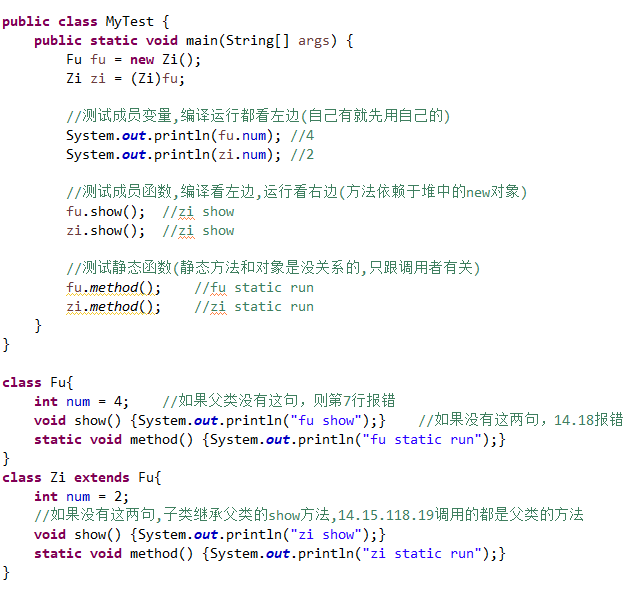 public class MyTest {
    public static void main(String[] args) {
        Fu fu = new Zi();
        Zi zi = (Zi)fu;

        //测试成员变量,编译运行都看左边(自己有就先用自己的)
        System.out.println(fu.num); //4
        System.out.println(zi.num); //2

        //测试成员函数,编译看左边,运行看右边(方法依赖于堆中的new对象)
        fu.show();  //zi show
        zi.show();  //zi show

        //测试静态函数(静态方法和对象是没关系的,只跟调用者有关)
        fu.method();    //fu static run
        zi.method();    //zi static run
    }
}

class Fu{
    int num = 4;    //如果父类没有这句，则第7行报错
    void show() {System.out.println("fu show");}    //如果没有这两句，14.18报错
    static void method() {System.out.println("fu static run");}
}
class Zi extends Fu{
    int num = 2;
    //如果没有这两句,子类继承父类的show方法,14.15.118.19调用的都是父类的方法
    void show() {System.out.println("zi show");}
    static void method() {System.out.println("zi static run");}
}